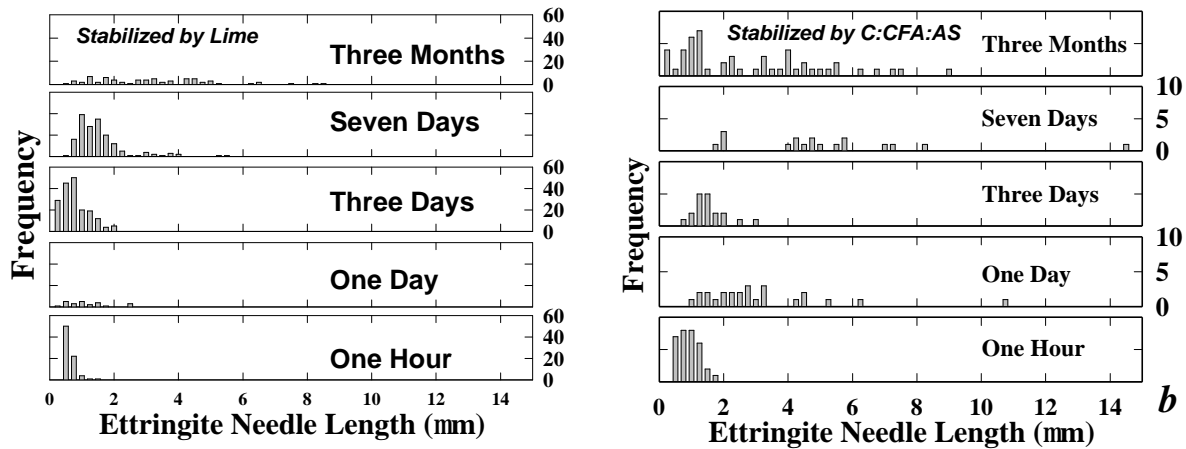 Stabilized by Lime
60
40
20
0
Three Months
Seven Days
60
40
20
0
Three Days
One Day
60
40
20
0
One Hour
Frequency
0 2 4 6 8 10 12 14
Ettringite Needle Length (mm)
Stabilized by C:CFA:AS
Three Months
10
5
0
Seven Days
Three Days
10
5
0
One Day
One Hour
Frequency
0 2 4 6 8 10 12 14
Ettringite Needle Length (mm)
b